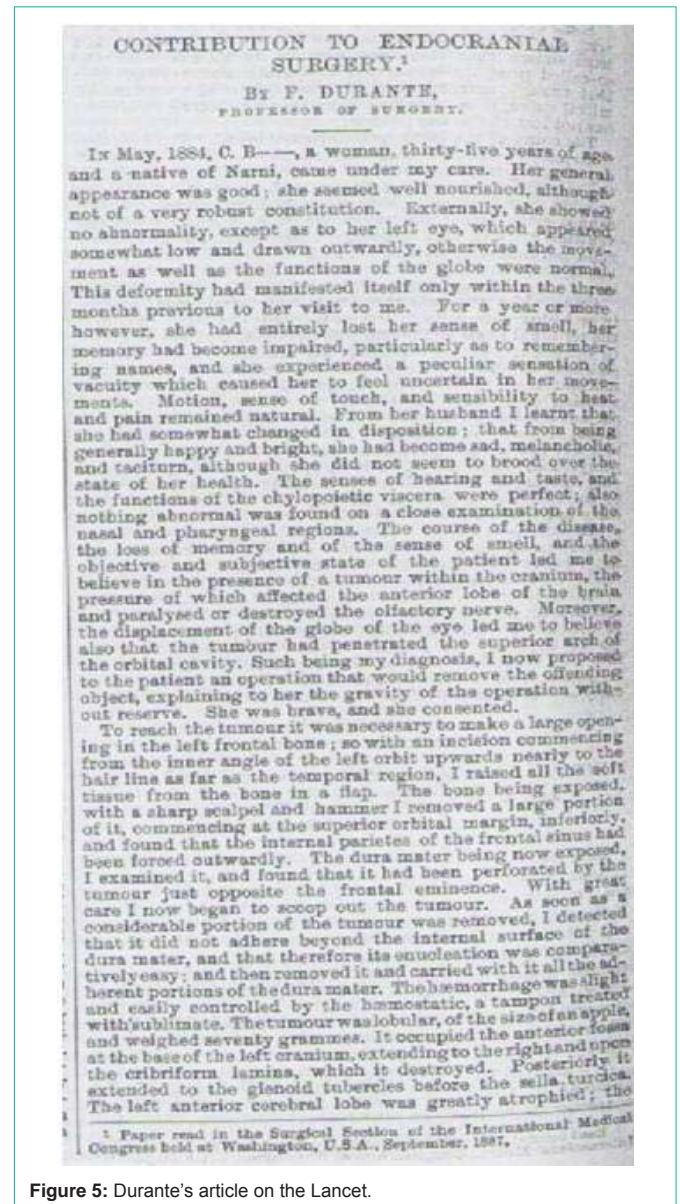 CONTRIBUTION TO ENDOCRANIAL
SURGERY.¹
BY F. DURANTE,
PROFESSOR OF SURGERY.
IN May, 1884, C. B——, a woman, thirty-five years of age
and a native of Narni, came under my care. Her general
appearance was good; she seemed well nourished, although
not of a very robust constitution. Externally, she showed
no abnormality, except as to her left eye, which appeared
somewhat low and drawn outwardly, otherwise the move-
ment as well as the functions of the globe were normal.
This deformity had manifested itself only within the three
months previous to her visit to me. For a year or more
however, she had entirely lost her sense of smell, her
memory had become impaired, particularly as to remember-
ing names, and she experienced a peculiar sensation of
vacuity which caused her to feel uncertain in her move-
ments. Motion, sense of touch, and sensibility to heat
and pain remained natural. From her husband I learnt that
she had somewhat changed in disposition; that from being
generally happy and bright, she had become sad, melancholic,
and taciturn, although she did not seem to brood over the
state of her health. The senses of hearing and taste, and
the functions of the chylopoietic viscera were perfect; also
nothing abnormal was found on a close examination of the
nasal and pharyngeal regions. The course of the disease,
the loss of memory and of the sense of smell, and the
objective and subjective state of the patient led me to
believe in the presence of a tumour within the cranium, the
pressure of which affected the anterior lobe of the brain
and paralysed or destroyed the olfactory nerve. Moreover,
the displacement of the globe of the eye led me to believe
also that the tumour had penetrated the superior arch of
the orbital cavity. Such being my diagnosis, I now proposed
to the patient an operation that would remove the offending
object, explaining to her the gravity of the operation with-
out reserve. She was brave, and she consented.
To reach the tumour it was necessary to make a large open-
ing in the left frontal bone; so with an incision commencing
from the inner angle of the left orbit upwards nearly to the
hair line as far as the temporal region, I raised all the soft
tissue from the bone in a flap. The bone being exposed,
with a sharp scalpel and hammer I removed a large portion
of it, commencing at the superior orbital margin, inferiorly,
and found that the internal parietes of the frontal sinus had
been forced outwardly. The dura mater being now exposed,
I examined it, and found that it had been perforated by the
tumour just opposite the frontal eminence. With great
care I now began to scoop out the tumour. As soon as a
considerable portion of the tumour was removed, I detected
that it did not adhere beyond the internal surface of the
dura mater, and that therefore its enucleation was compara-
tively easy; and then removed it and carried with it all the ad-
herent portions of the dura mater. The hæmorrhage was slight
and easily controlled by the hæmostatic, a tampon treated
with sublimate. The tumour was lobular, of the size of an apple,
and weighed seventy grammes. It occupied the anterior fossa
at the base of the left cranium, extending to the right and upon
the cribriform lamina, which it destroyed. Posteriorly it
extended to the glenoid tubercles before the sella turcica.
The left anterior cerebral lobe was greatly atrophied; the
¹ Paper read in the Surgical Section of the International Medical
Congress held at Washington, U.S.A., September, 1887.
Figure 5: Durante's article on the Lancet.